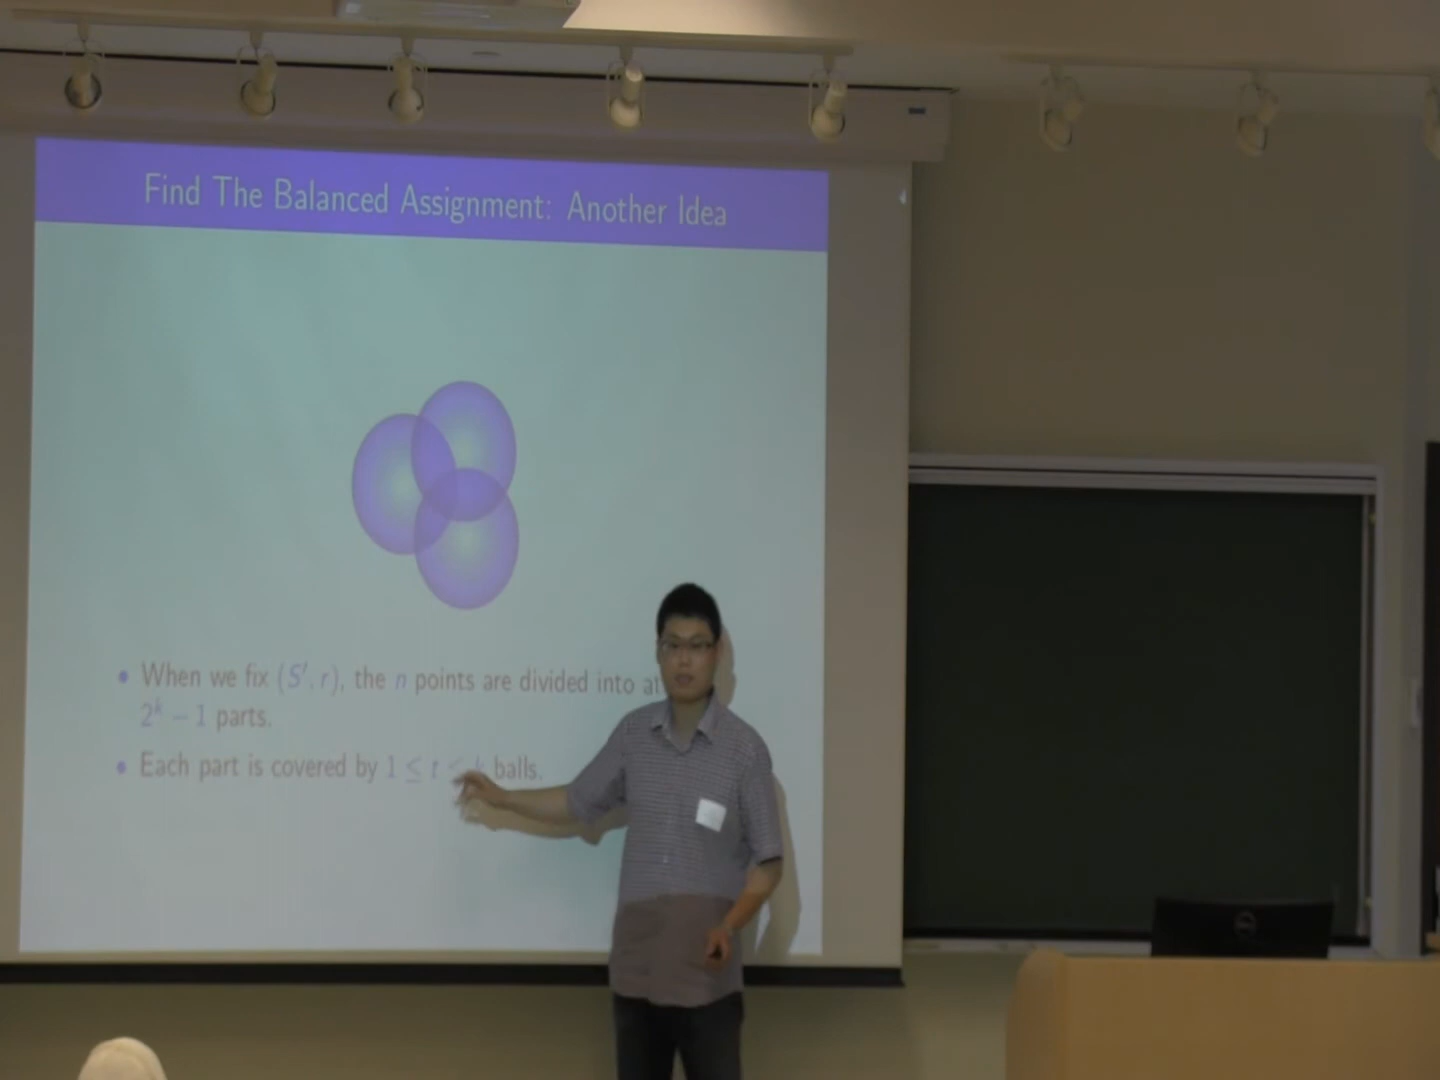 Find The Balanced Assignment: Another Idea
• When we fix (S′, r), the n points are divided into
2^k − 1 parts.
• Each part is covered by 1 ≤ t ≤ k balls.